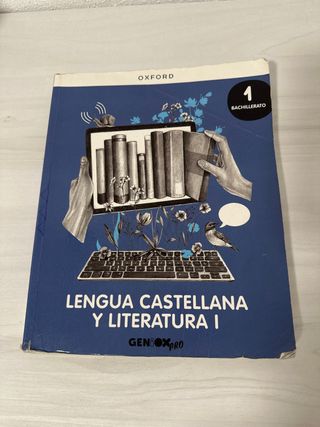 OXFORD
1
BACHILLERATO
LENGUA CASTELLANA
Y LITERATURA I
GENiOX PRO